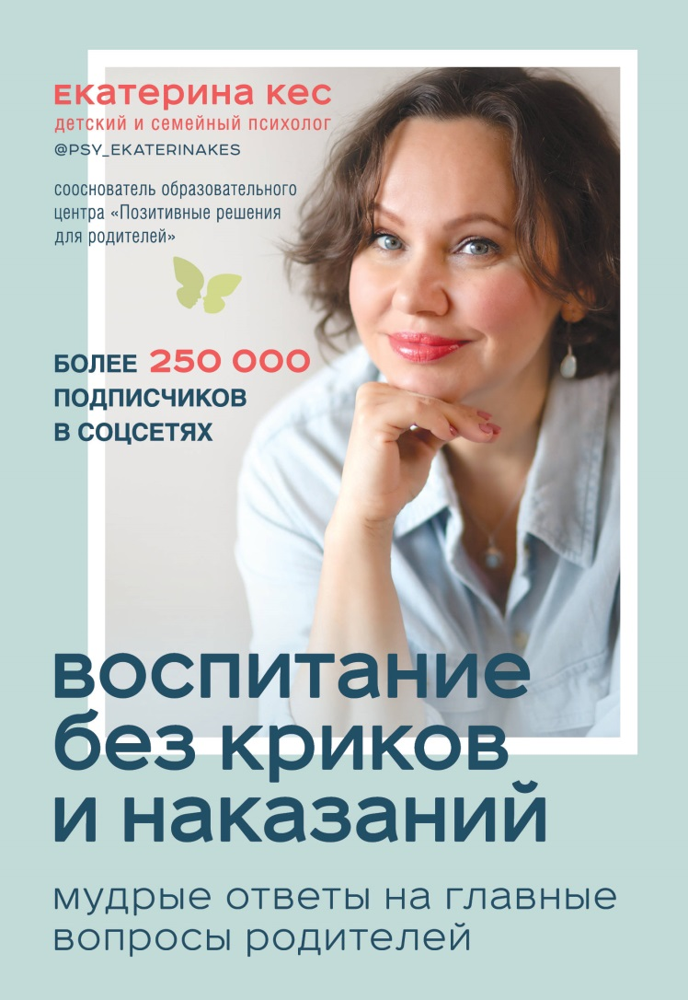 Екатерина Кес
детский и семейный психолог
@PSY_EKATERINAKES
сооснователь образовательного
центра «Позитивные решения
для родителей»
БОЛЕЕ 250 000
ПОДПИСЧИКОВ
В СОЦСЕТЯХ
воспитание
без криков
и наказаний
мудрые ответы на главные
вопросы родителей